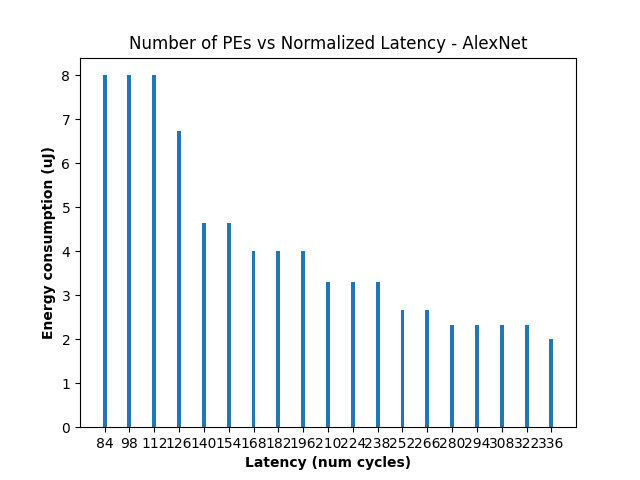 Number of PEs vs Normalized Latency - AlexNet
8
7
6
5
4
3
2
1
0
Energy consumption (uJ)
84 98 112 126 140 154 168 182 196 210 224 238 252 266 280 294 308 322 336
Latency (num cycles)